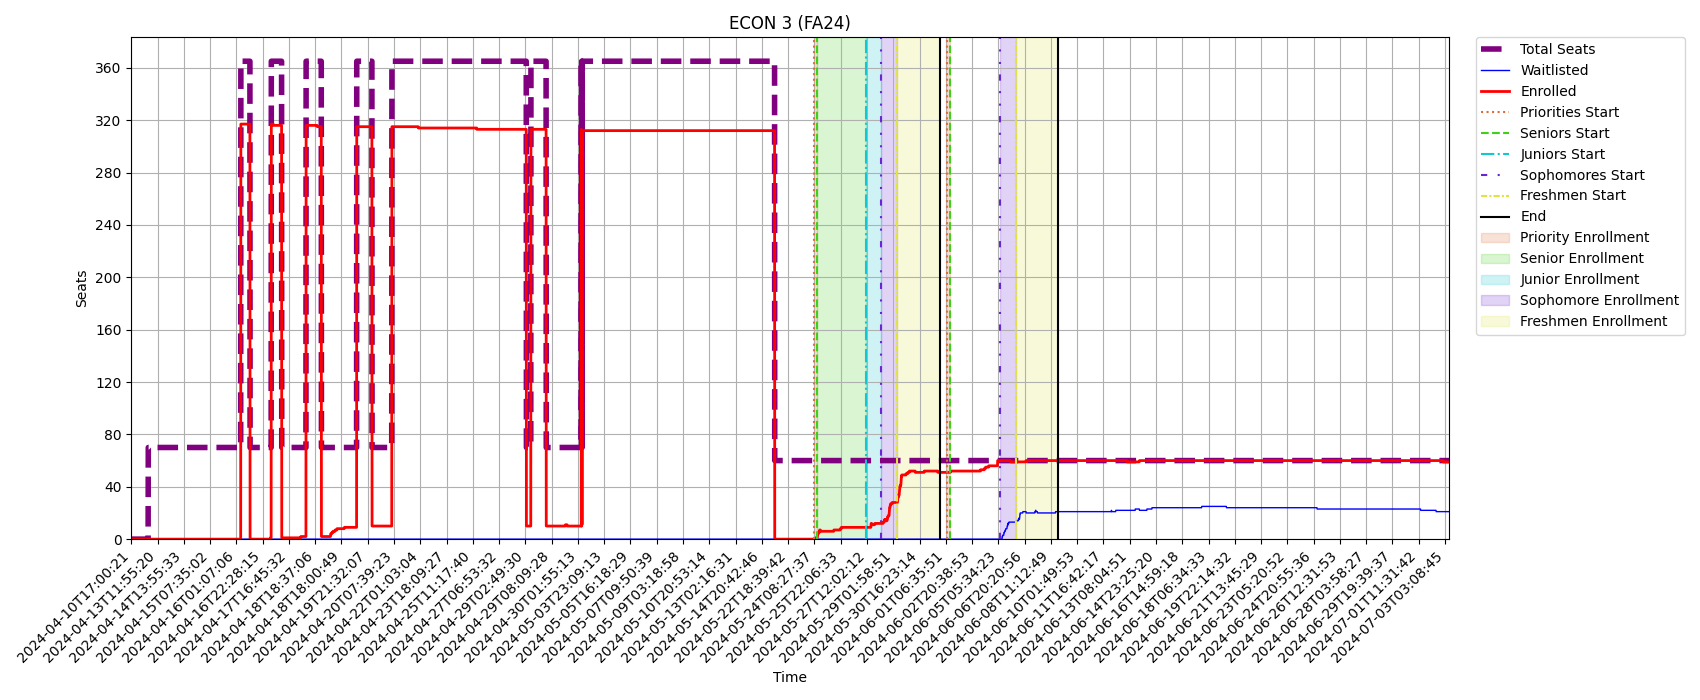 ECON 3 (FA24)
Total Seats
Waitlisted
Enrolled
Priorities Start
Seniors Start
Juniors Start
Sophomores Start
Freshmen Start
End
Priority Enrollment
Senior Enrollment
Junior Enrollment
Sophomore Enrollment
Freshmen Enrollment
Seats
360
320
280
240
200
160
120
80
40
0
2024-04-10T17:00:21
2024-04-13T11:55:20
2024-04-14T13:55:33
2024-04-15T07:35:02
2024-04-16T01:07:06
2024-04-16T22:28:15
2024-04-17T16:45:32
2024-04-18T18:37:06
2024-04-18T18:00:49
2024-04-19T21:32:07
2024-04-20T07:39:23
2024-04-22T01:03:04
2024-04-23T18:09:27
2024-04-25T11:17:40
2024-04-27T06:53:32
2024-04-29T02:49:30
2024-04-29T08:09:28
2024-04-30T01:55:13
2024-05-03T23:09:13
2024-05-05T16:18:29
2024-05-07T09:50:39
2024-05-09T03:18:58
2024-05-10T20:53:14
2024-05-13T02:16:31
2024-05-14T20:42:46
2024-05-22T18:39:42
2024-05-24T08:27:37
2024-05-25T22:06:33
2024-05-27T12:02:12
2024-05-29T01:58:51
2024-05-30T16:23:14
2024-06-01T06:35:51
2024-06-02T20:38:53
2024-06-05T05:34:23
2024-06-06T20:20:56
2024-06-08T11:12:49
2024-06-10T01:49:53
2024-06-11T16:42:17
2024-06-13T08:04:51
2024-06-14T23:25:20
2024-06-16T14:59:18
2024-06-18T06:34:33
2024-06-19T22:14:32
2024-06-21T13:45:29
2024-06-23T05:20:52
2024-06-24T20:55:36
2024-06-26T12:31:53
2024-06-28T03:58:27
2024-06-29T19:39:37
2024-07-01T11:31:42
2024-07-03T03:08:45
Time